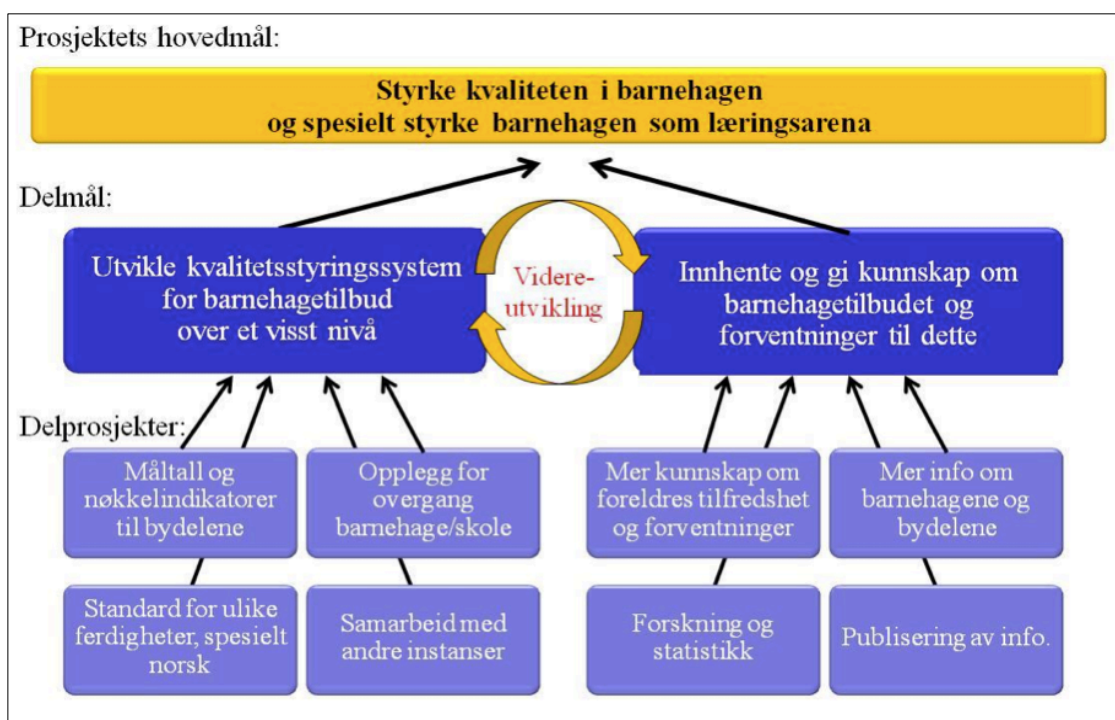 Prosjektets hovedmål:
Styrke kvaliteten i barnehagen
og spesielt styrke barnehagen som læringsarena
Delmål:
Utvikle kvalitetsstyringssystem
for barnehagetilbud
over et visst nivå
Videre-
utvikling
Innhente og gi kunnskap om
barnehagetilbudet og
forventninger til dette
Delprosjekter:
Måltall og
nøkkelindikatorer
til bydelene
Opplegg for
overgang
barnehage/skole
Mer kunnskap om
foreldres tilfredshet
og forventninger
Mer info om
barnehagene og
bydelene
Standard for ulike
ferdigheter, spesielt
norsk
Samarbeid med
andre instanser
Forskning og
statistikk
Publisering av info.